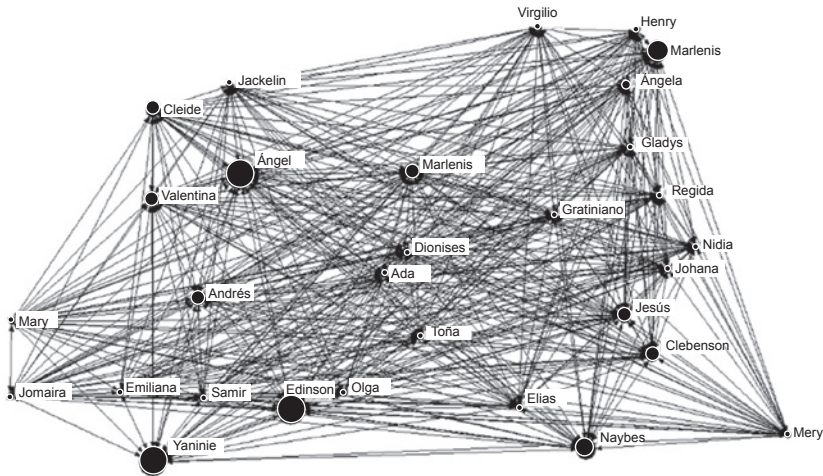 Virgilio
Henry
Marlenis
Jackelin
Ángela
Cleide
Gladys
Ángel
Marlenis
Valentina
Regida
Gratiniano
Nidia
Dionises
Johana
Ada
Andrés
Jesús
Mary
Toña
Clebenson
Jomaira
Emiliana
Samir
Edinson
Olga
Elias
Mery
Naybes
Yaninie